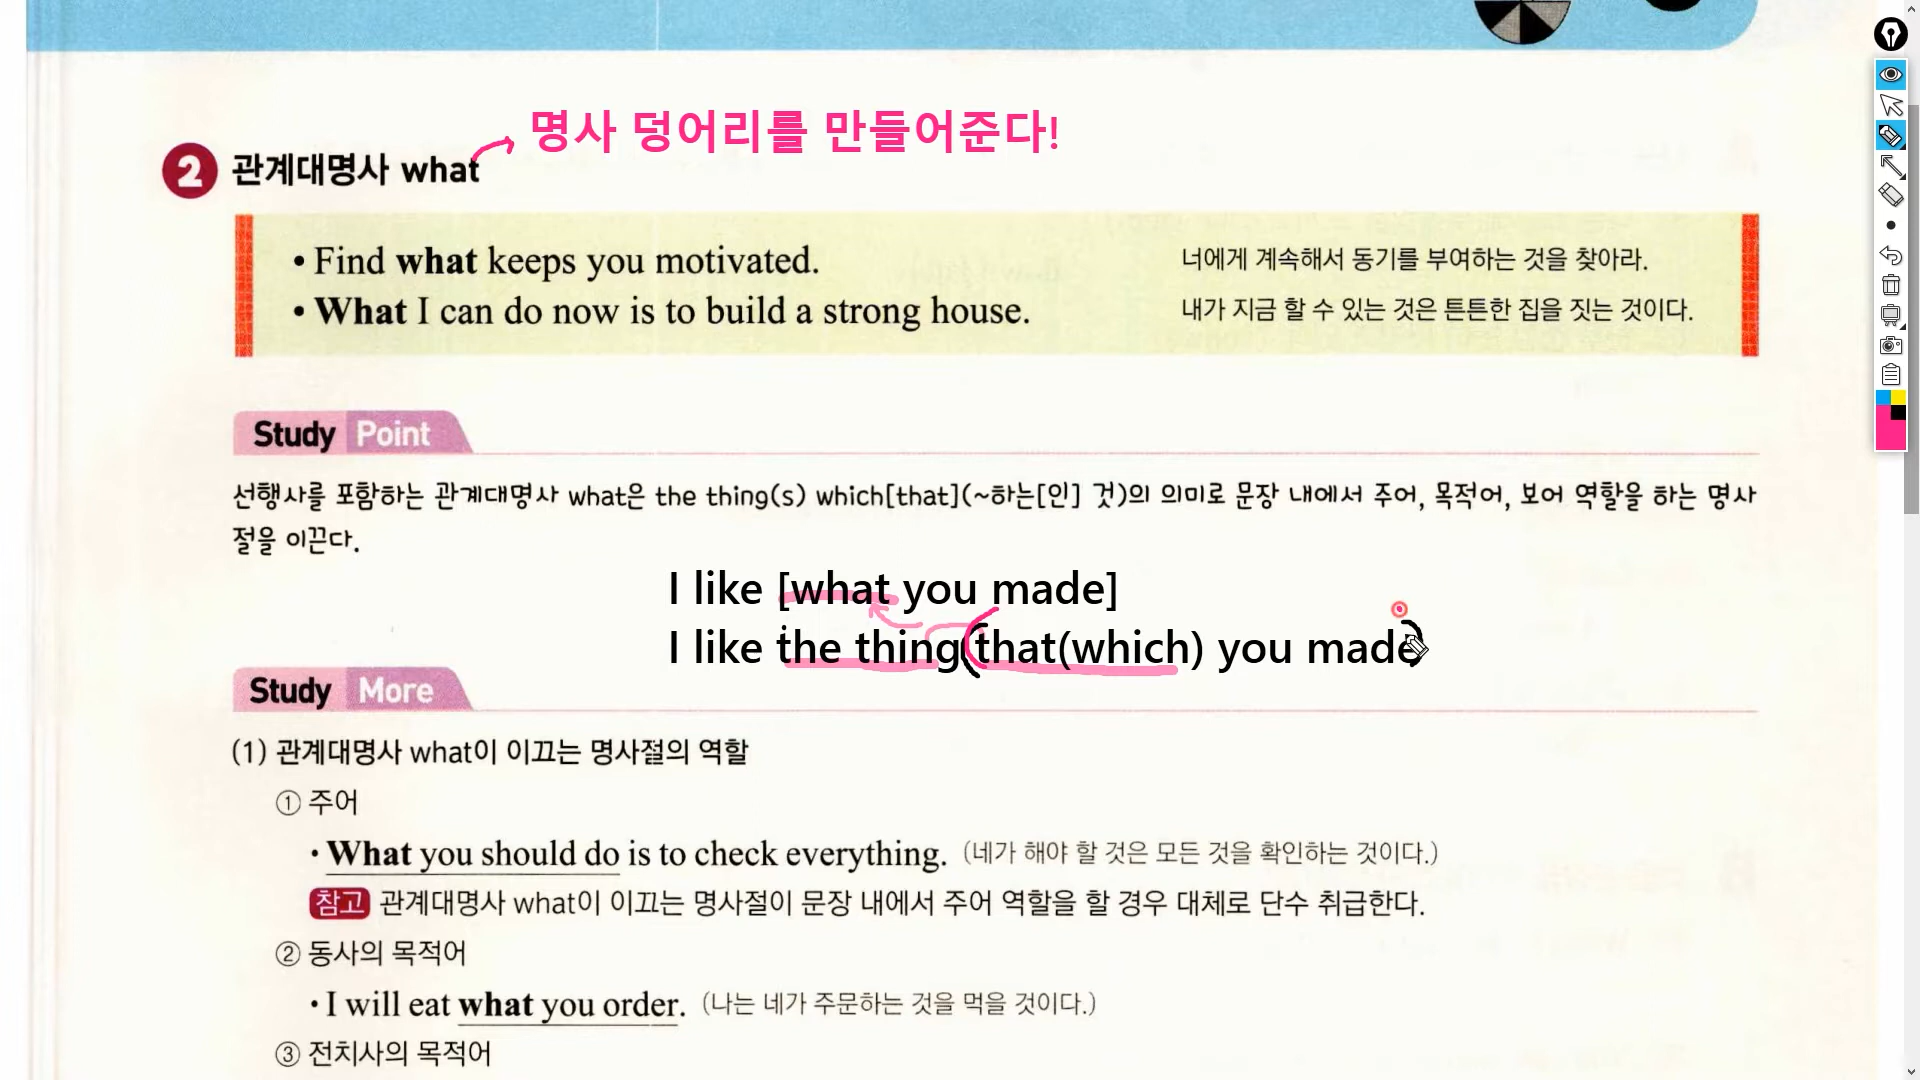 명사 덩어리를 만들어준다!
2 관계대명사 what
• Find what keeps you motivated. 너에게 계속해서 동기를 부여하는 것을 찾아라.
• What I can do now is to build a strong house. 내가 지금 할 수 있는 것은 튼튼한 집을 짓는 것이다.
Study Point
선행사를 포함하는 관계대명사 what은 the thing(s) which[that](~하는[인] 것)의 의미로 문장 내에서 주어, 목적어, 보어 역할을 하는 명사
절을 이끈다.
I like [what you made]
I like the thing(that(which) you made)
Study More
(1) 관계대명사 what이 이끄는 명사절의 역할
① 주어
• What you should do is to check everything. (네가 해야 할 것은 모든 것을 확인하는 것이다.)
참고 관계대명사 what이 이끄는 명사절이 문장 내에서 주어 역할을 할 경우 대체로 단수 취급한다.
② 동사의 목적어
• I will eat what you order. (나는 네가 주문하는 것을 먹을 것이다.)
③ 전치사의 목적어